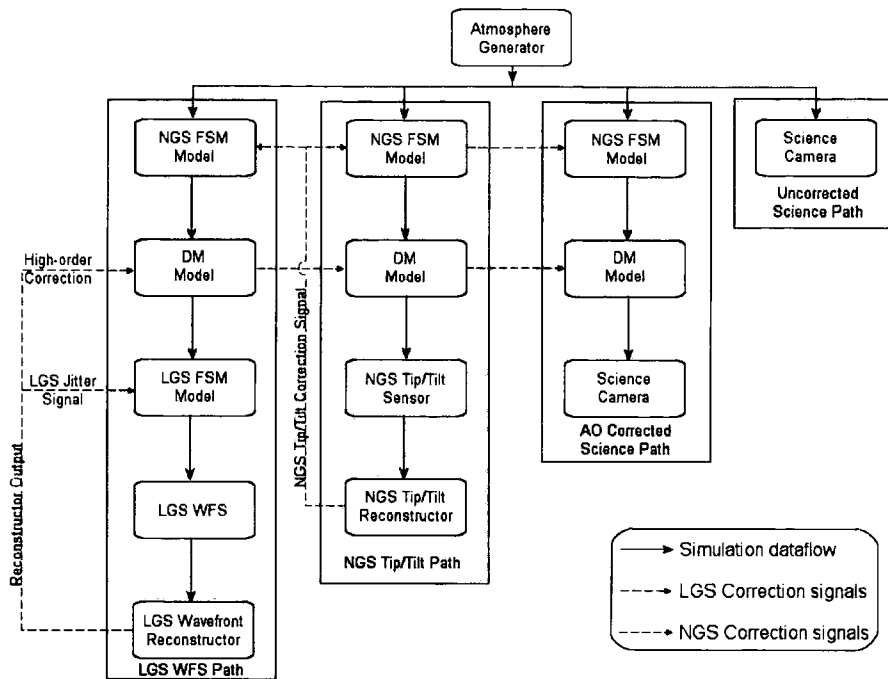 Atmosphere
Generator
NGS FSM
Model
DM
Model
LGS FSM
Model
LGS WFS
LGS Wavefront
Reconstructor
LGS WFS Path
High-order
Correction
LGS Jitter
Signal
Reconstructor Output
NGS FSM
Model
DM
Model
NGS Tip/Tilt
Sensor
NGS Tip/Tilt
Reconstructor
NGS Tip/Tilt Path
NGS Tip/Tilt Correction Signal
NGS FSM
Model
DM
Model
Science
Camera
AO Corrected
Science Path
Science
Camera
Uncorrected
Science Path
Simulation dataflow
LGS Correction signals
NGS Correction signals